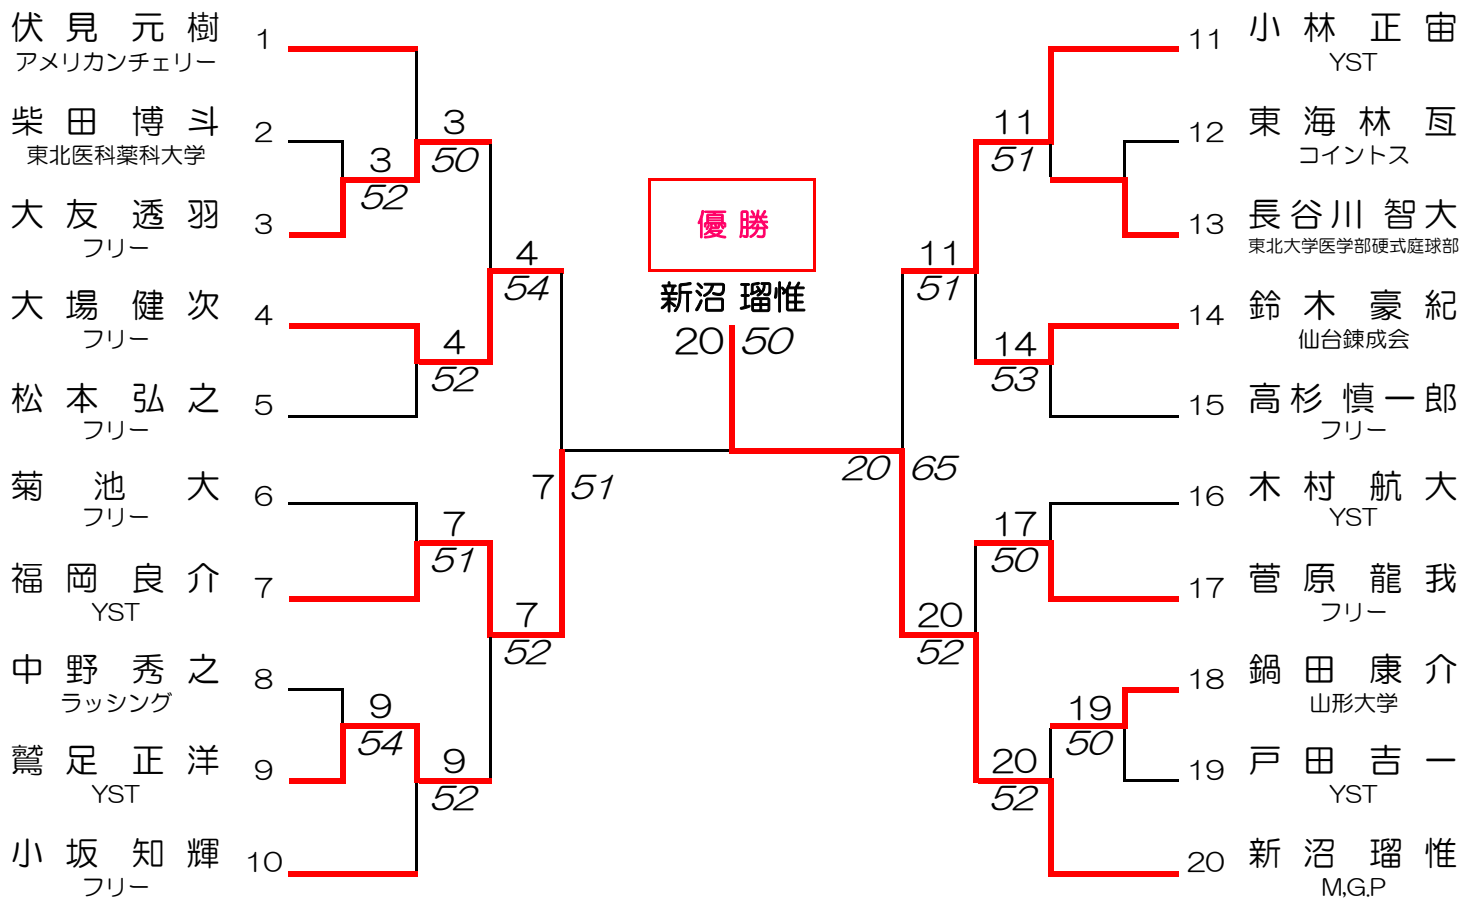 伏見 元樹 1
アメリカンチェリー
柴田 博斗 2
東北医科薬科大学
大友 透羽 3
フリー
大場 健次 4
フリー
松本 弘之 5
フリー
菊池 大 6
フリー
福岡 良介 7
YST
中野 秀之 8
ラッシング
鷲足 正洋 9
YST
小坂 知輝 10
フリー
3
52
3
50
4
52
4
54
7
51
9
54
9
52
7
52
7 51
優勝
新沼 瑠惟
20 50
20 65
11
51
11
51
14
53
17
50
20
52
19
50
20
52
11 小林 正宙
YST
12 東海林 亙
コイントス
13 長谷川 智大
東北大学医学部硬式庭球部
14 鈴木 豪紀
仙台錬成会
15 高杉 慎一郎
フリー
16 木村 航大
YST
17 菅原 龍我
フリー
18 鍋田 康介
山形大学
19 戸田 吉一
YST
20 新沼 瑠惟
M,G,P